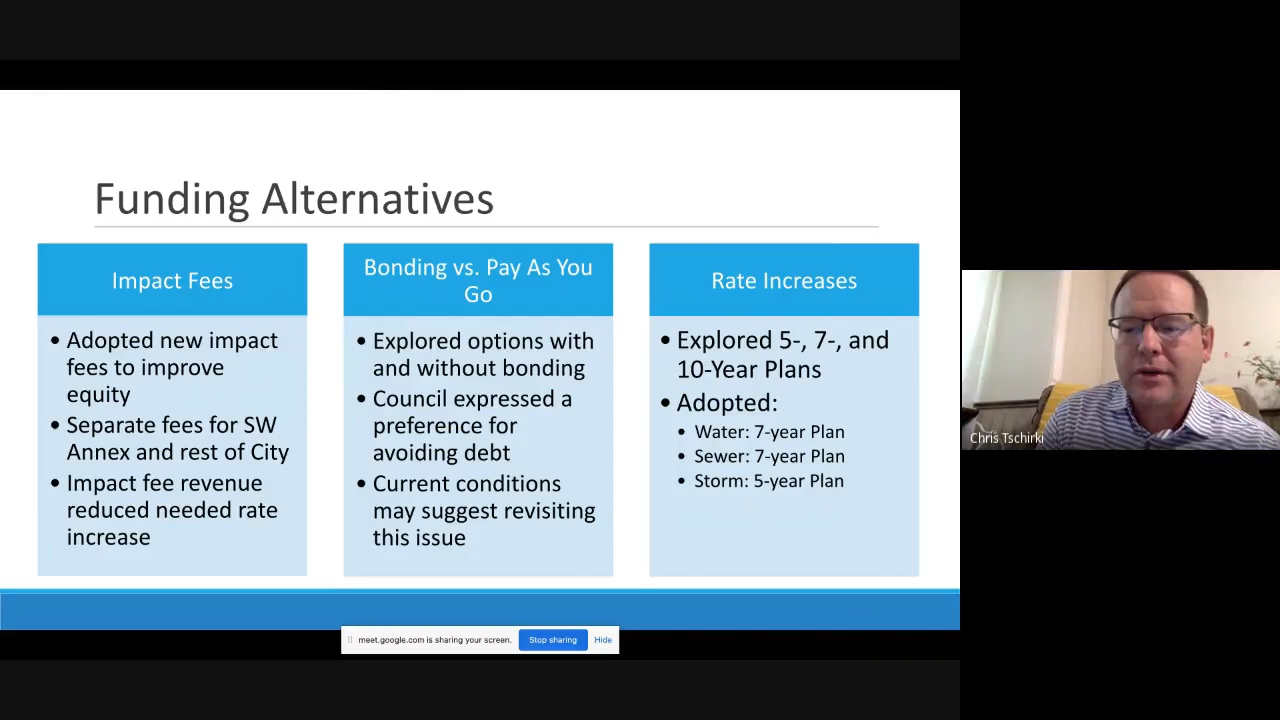 Funding Alternatives
Impact Fees
• Adopted new impact
fees to improve
equity
• Separate fees for SW
Annex and rest of City
• Impact fee revenue
reduced needed rate
increase
Bonding vs. Pay As You
Go
• Explored options with
and without bonding
• Council expressed a
preference for
avoiding debt
• Current conditions
may suggest revisiting
this issue
Rate Increases
• Explored 5-, 7-, and
10-Year Plans
• Adopted:
• Water: 7-year Plan
• Sewer: 7-year Plan
• Storm: 5-year Plan
Chris Tschirki
meet.google.com is sharing your screen. Stop sharing Hide